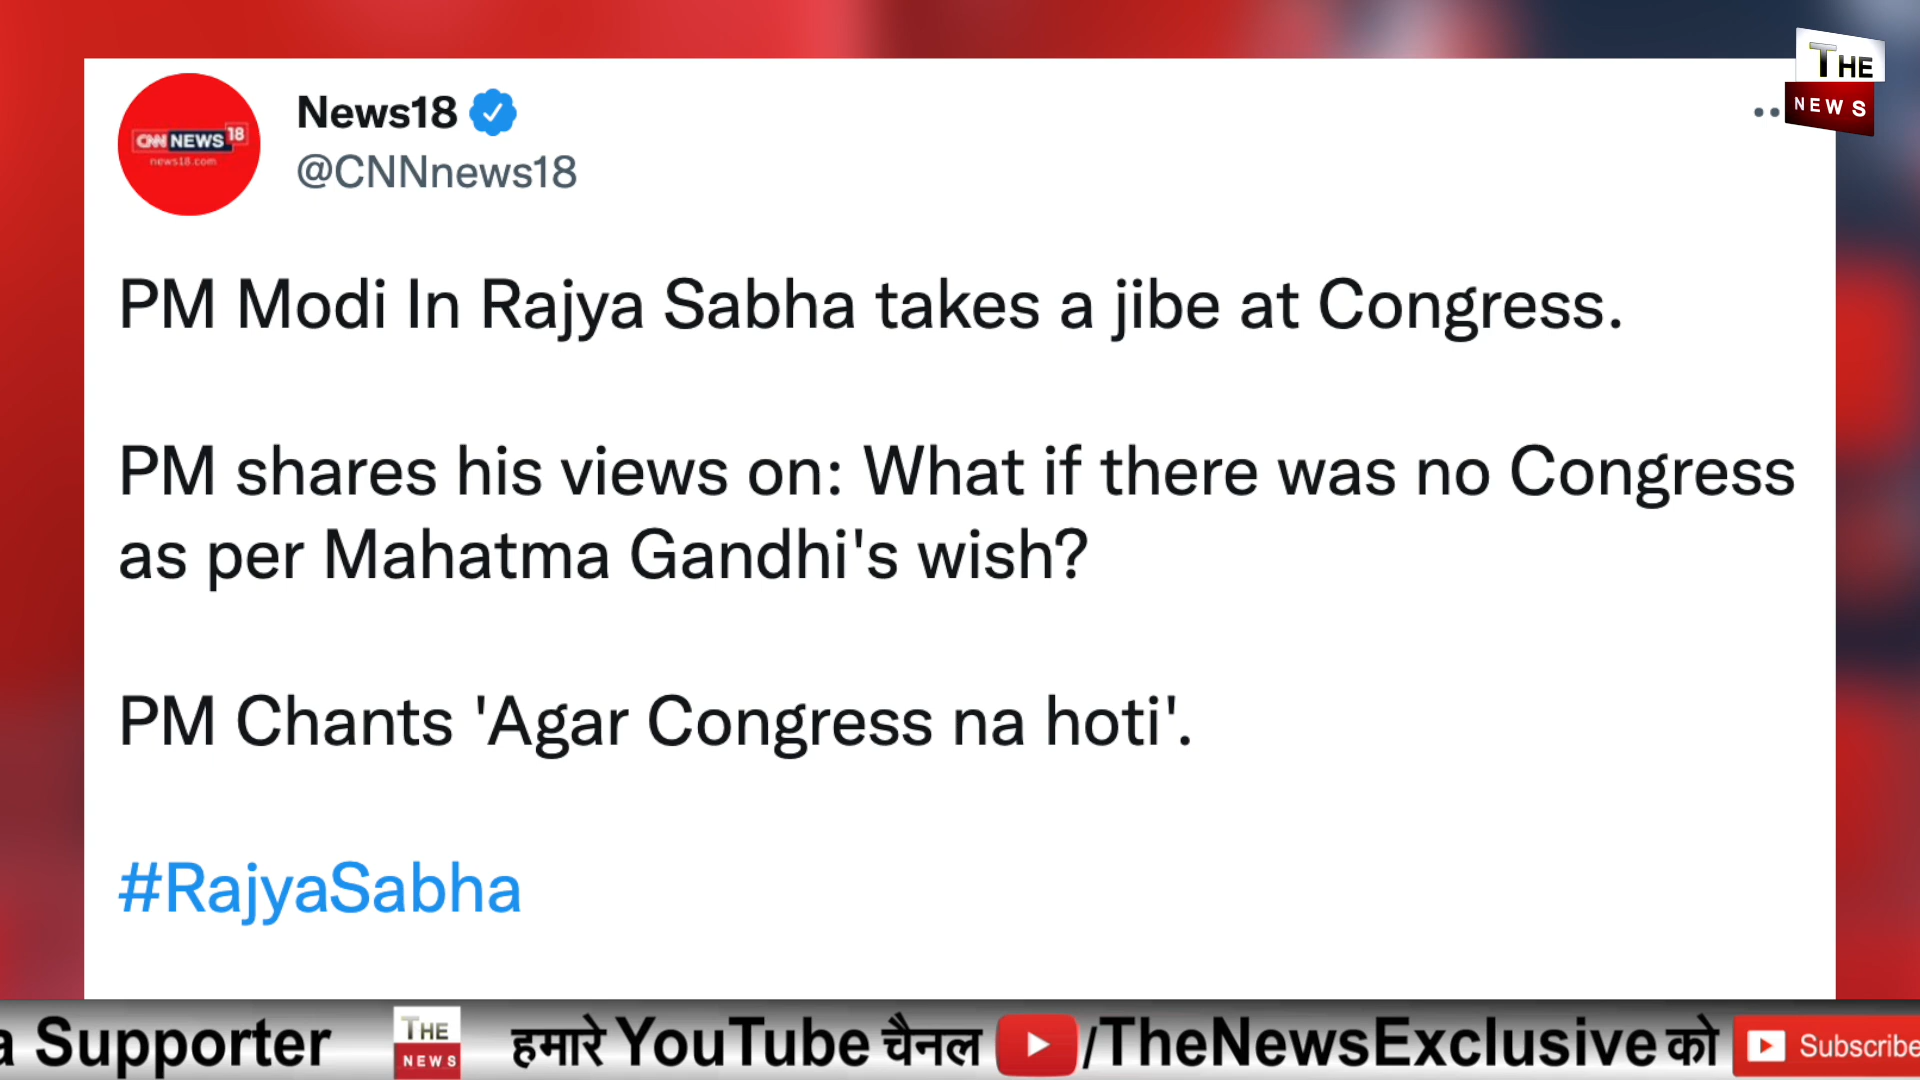 THE
NEWS
News18
CNN NEWS 18
news18.com
@CNNnews18
PM Modi In Rajya Sabha takes a jibe at Congress.
PM shares his views on: What if there was no Congress
as per Mahatma Gandhi's wish?
PM Chants 'Agar Congress na hoti'.
#RajyaSabha
a Supporter THE NEWS हमारे YouTube चैनल /TheNewsExclusive को Subscribe